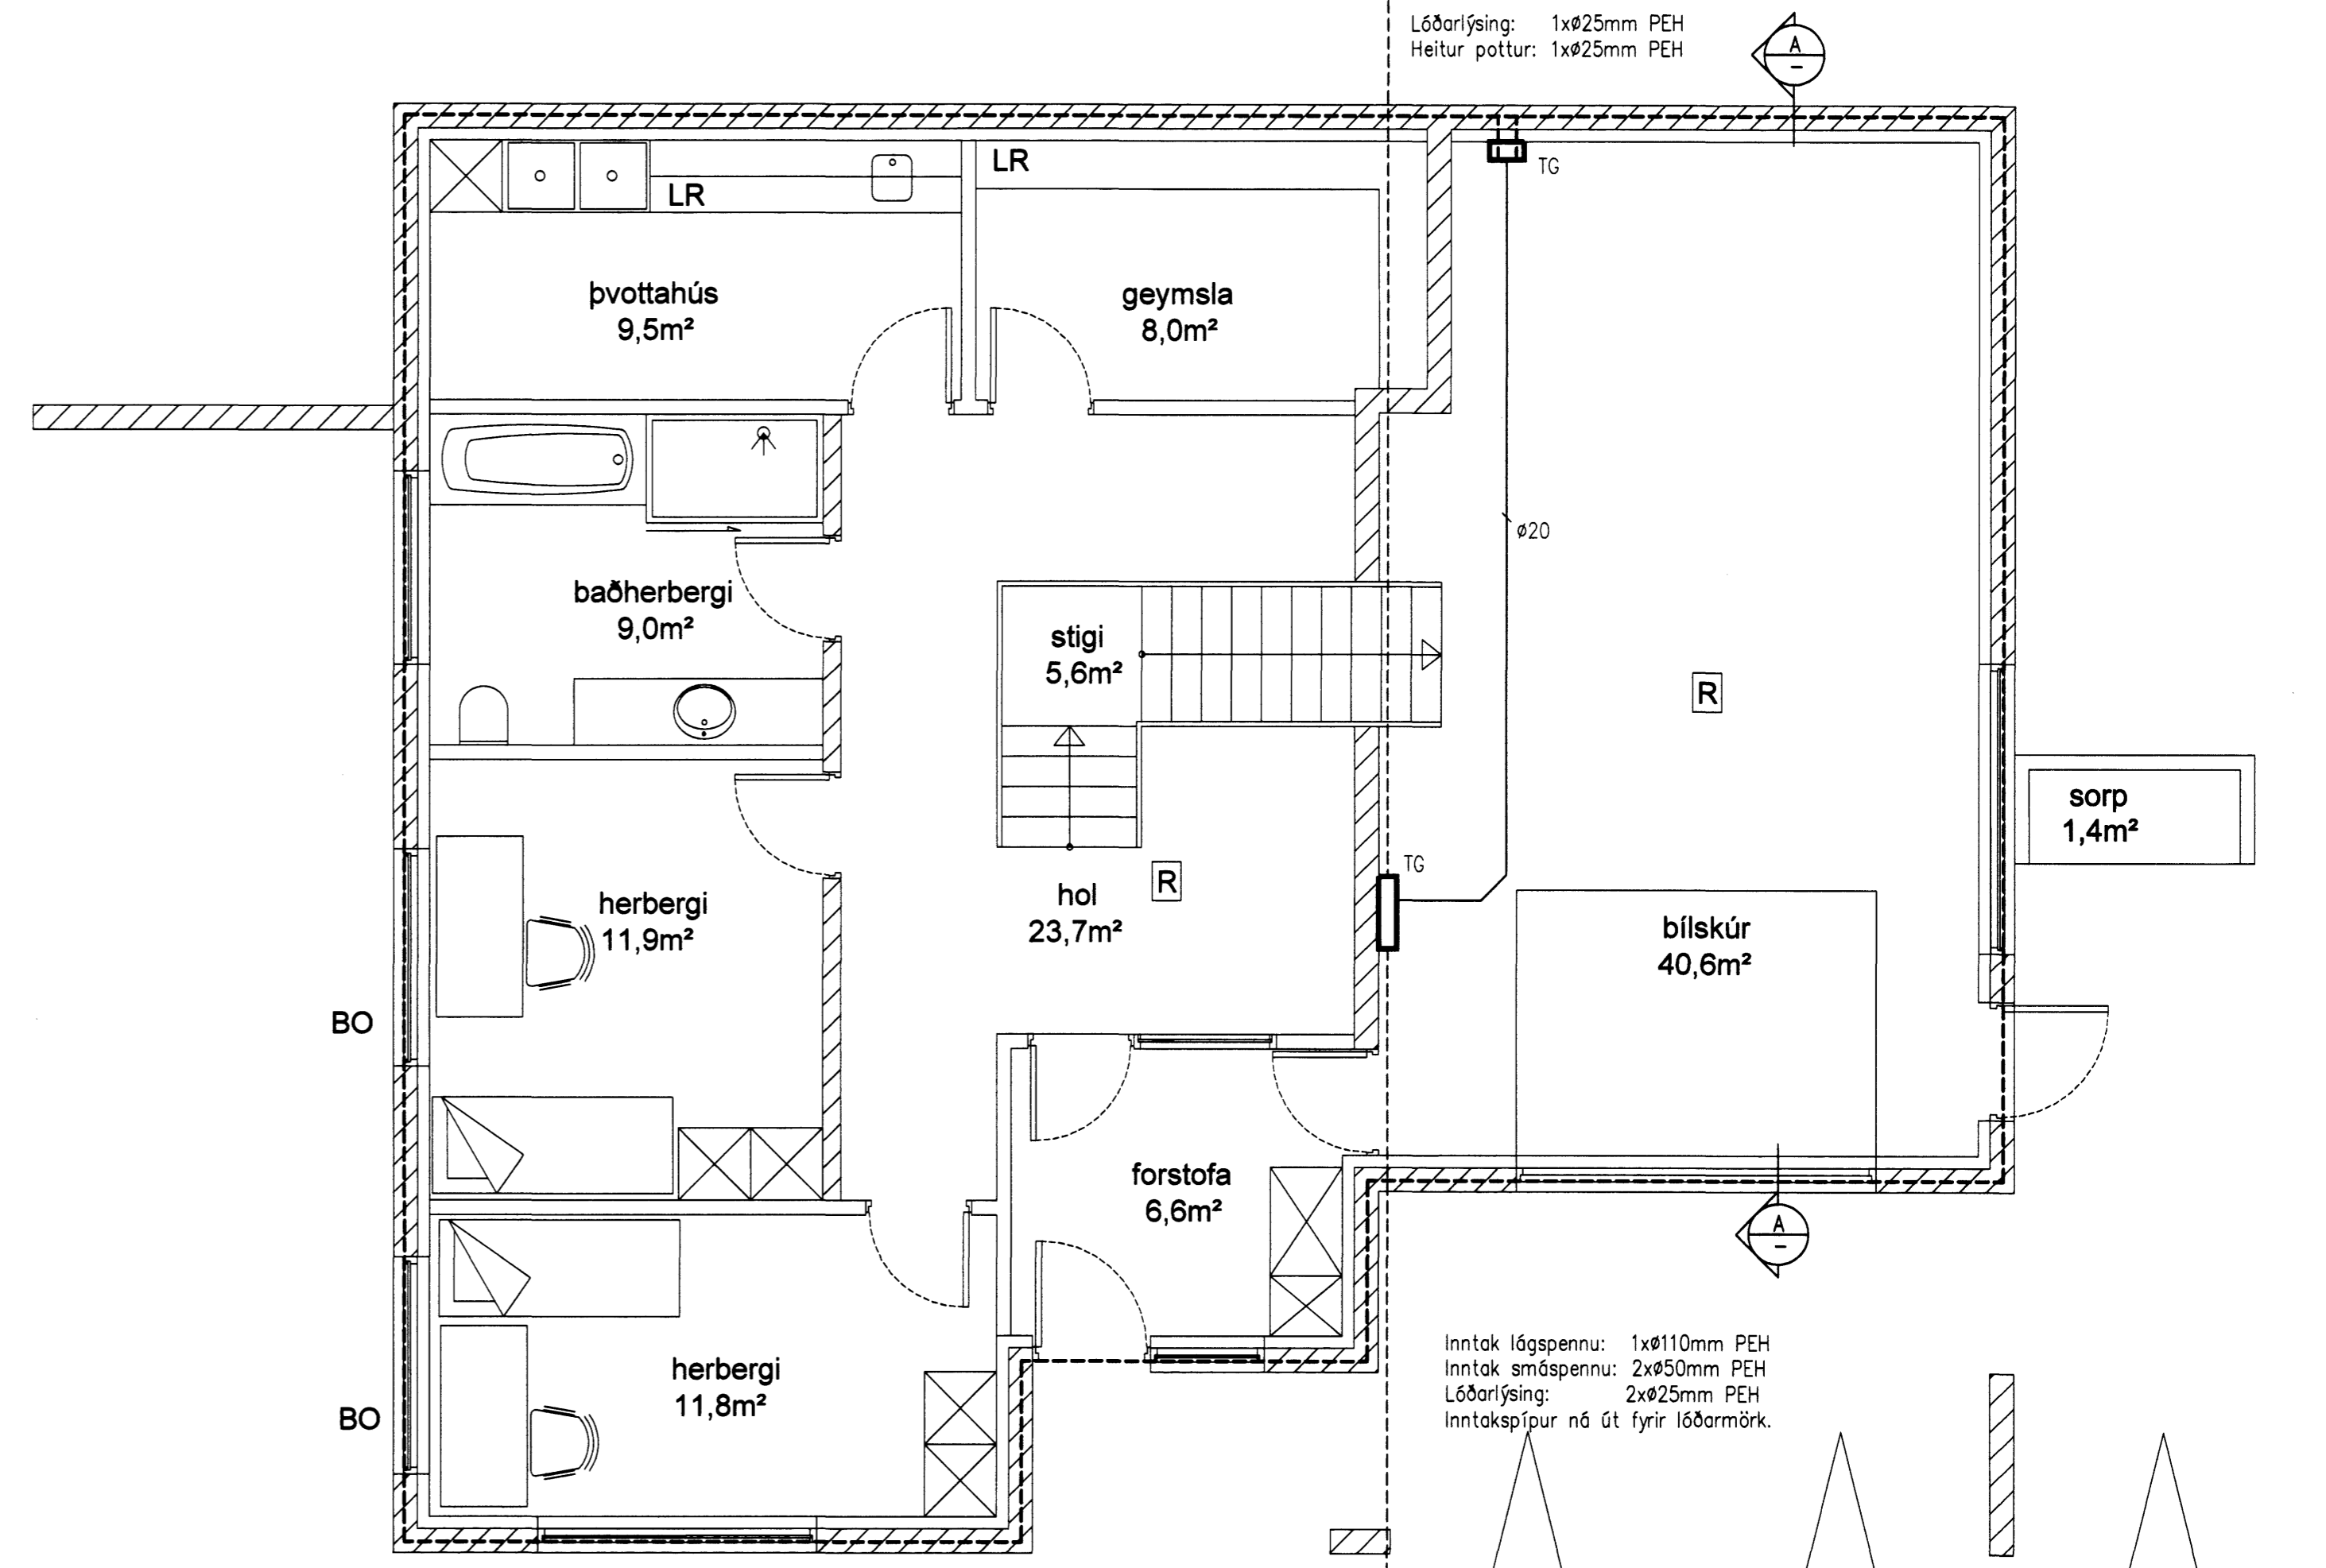 Lóðarlýsing: 1xø25mm PEH
Heitur pottur: 1xø25mm PEH
A
–
LR
LR
TG
þvottahús
9,5m²
geymsla
8,0m²
ø20
baðherbergi
9,0m²
stigi
5,6m²
R
sorp
1,4m²
TG
herbergi
11,9m²
hol
23,7m²
R
bílskúr
40,6m²
BO
forstofa
6,6m²
A
–
herbergi
11,8m²
BO
Inntak lágspennu: 1xø110mm PEH
Inntak smáspennu: 2xø50mm PEH
Lóðarlýsing: 2xø25mm PEH
Inntakspípur ná út fyrir lóðarmörk.